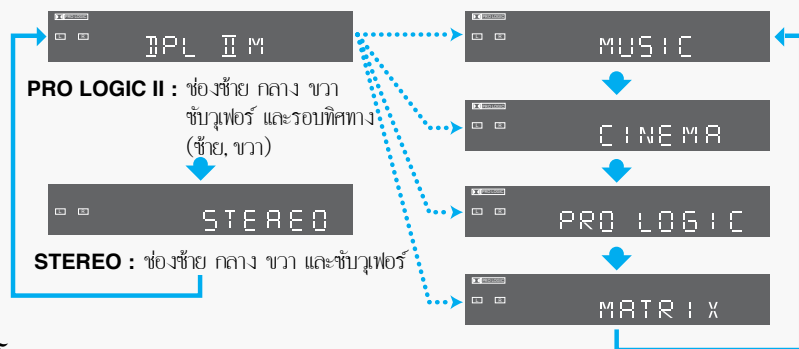 DPL II M
PRO LOGIC II : ช่องซ้าย กลาง ขวา
ซับวูเฟอร์ และรอบทิศทาง
(ซ้าย, ขวา)
STEREO
STEREO : ช่องซ้าย กลาง ขวา และซับวูเฟอร์
MUSIC
CINEMA
PRO LOGIC
MATRIX